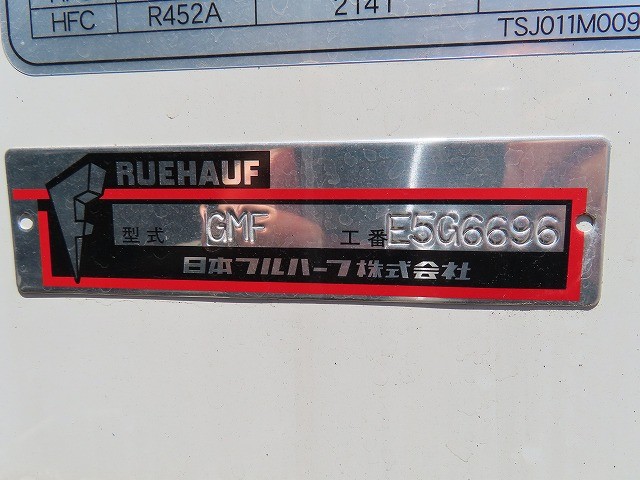 HFC R452A 2141
TSJ011M009
RUEHAUF
型式 GMF 工番 E5G6696
日本フルハーフ株式会社